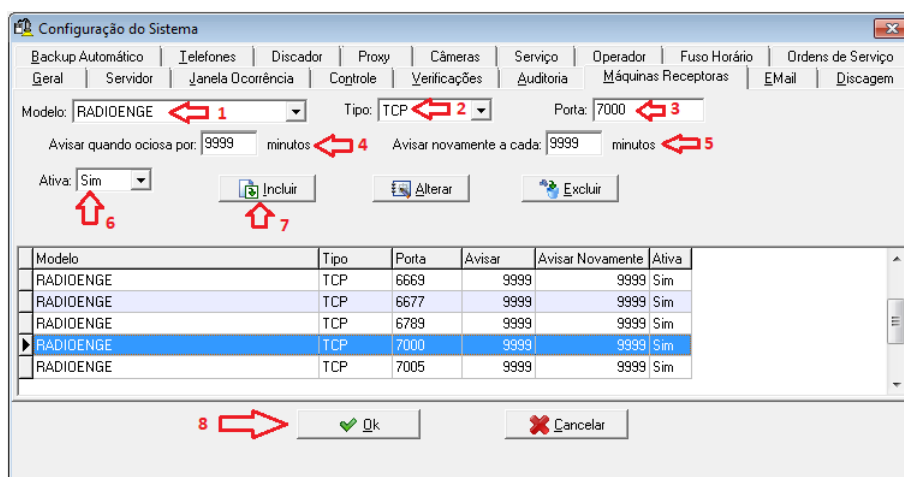 Configuração do Sistema
Backup Automático Telefones Discador Proxy Câmeras Serviço Operador Fuso Horário Ordens de Serviço
Geral Servidor Janela Ocorrência Controle Verificações Auditoria Máquinas Receptoras EMail Discagem
Modelo: RADIOENGE 1 Tipo: TCP 2 Porta: 7000 3
Avisar quando ociosa por: 9999 minutos 4 Avisar novamente a cada: 9999 minutos 5
Ativa: Sim Incluir Alterar Excluir
6 7
Modelo Tipo Porta Avisar Avisar Novamente Ativa
RADIOENGE TCP 6669 9999 9999 Sim
RADIOENGE TCP 6677 9999 9999 Sim
RADIOENGE TCP 6789 9999 9999 Sim
RADIOENGE TCP 7000 9999 9999 Sim
RADIOENGE TCP 7005 9999 9999 Sim
8 Ok Cancelar